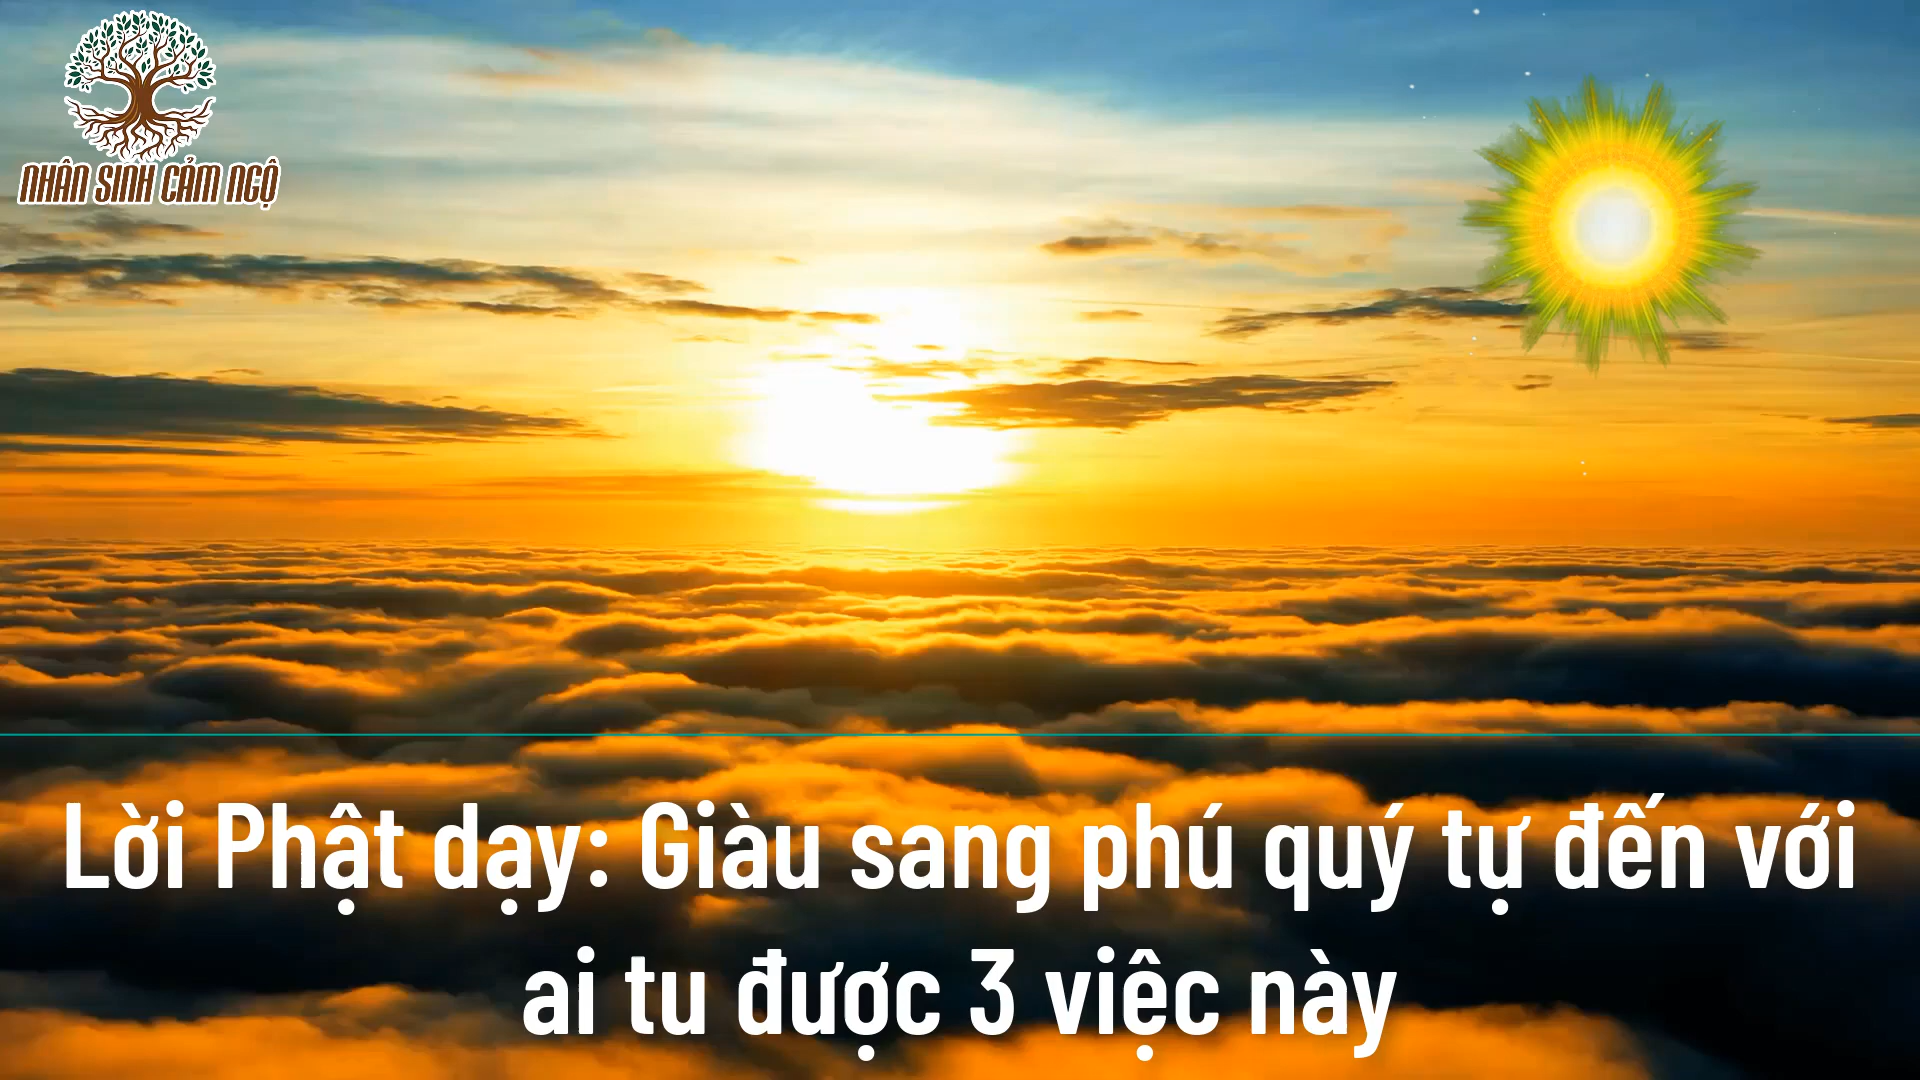 NHÂN SINH CẢM NGỘ
Lời Phật dạy: Giàu sang phú quý tự đến với
ai tu được 3 việc này